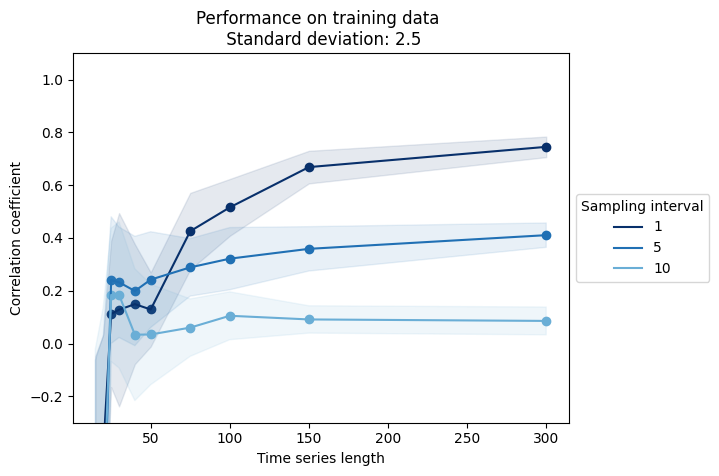 Performance on training data
Standard deviation: 2.5
1.0
0.8
0.6
0.4
0.2
0.0
−0.2
Correlation coefficient
50 100 150 200 250 300
Time series length
Sampling interval
1
5
10